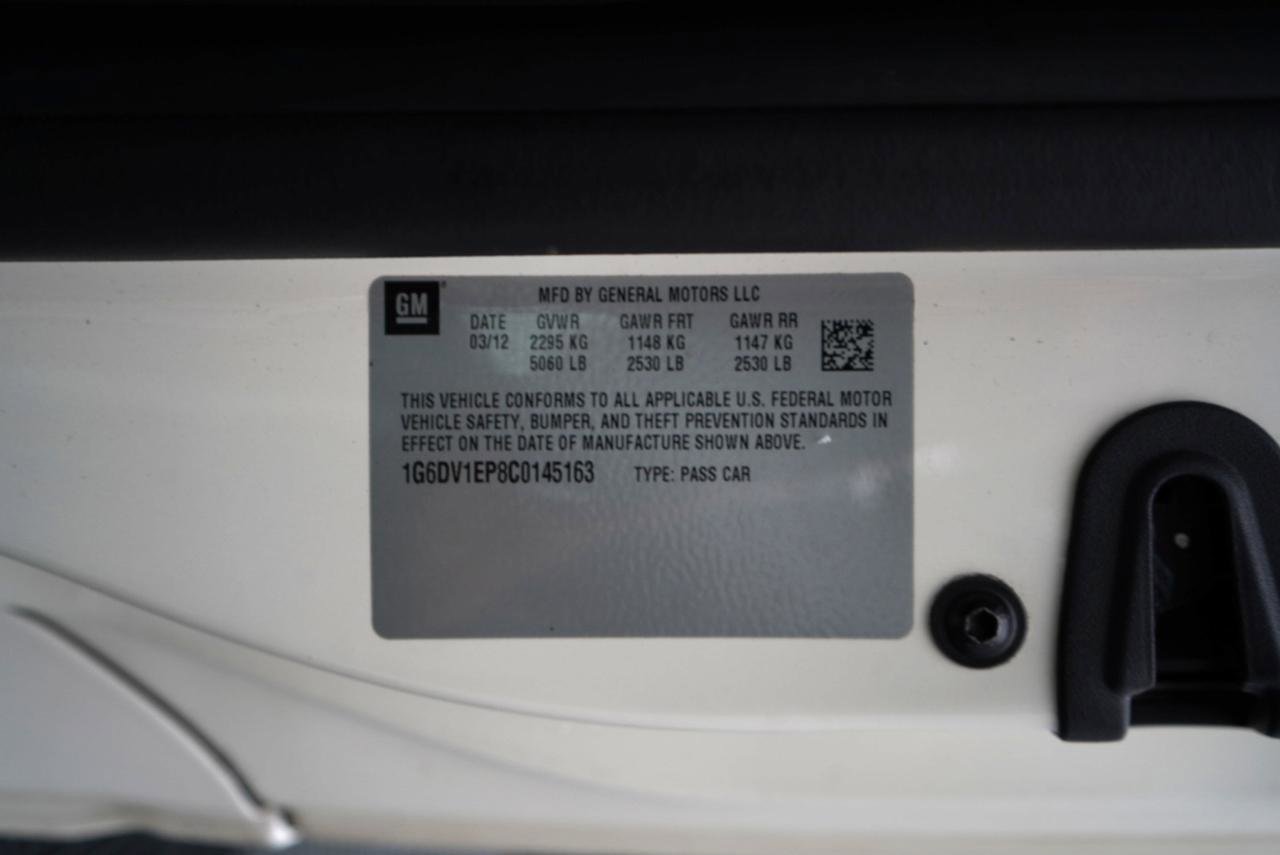 GM
MFD BY GENERAL MOTORS LLC
DATE GVWR GAWR FRT GAWR RR
03/12 2295 KG 1148 KG 1147 KG
5060 LB 2530 LB 2530 LB
THIS VEHICLE CONFORMS TO ALL APPLICABLE U.S. FEDERAL MOTOR
VEHICLE SAFETY, BUMPER, AND THEFT PREVENTION STANDARDS IN
EFFECT ON THE DATE OF MANUFACTURE SHOWN ABOVE.
1G6DV1EP8C0145163 TYPE: PASS CAR